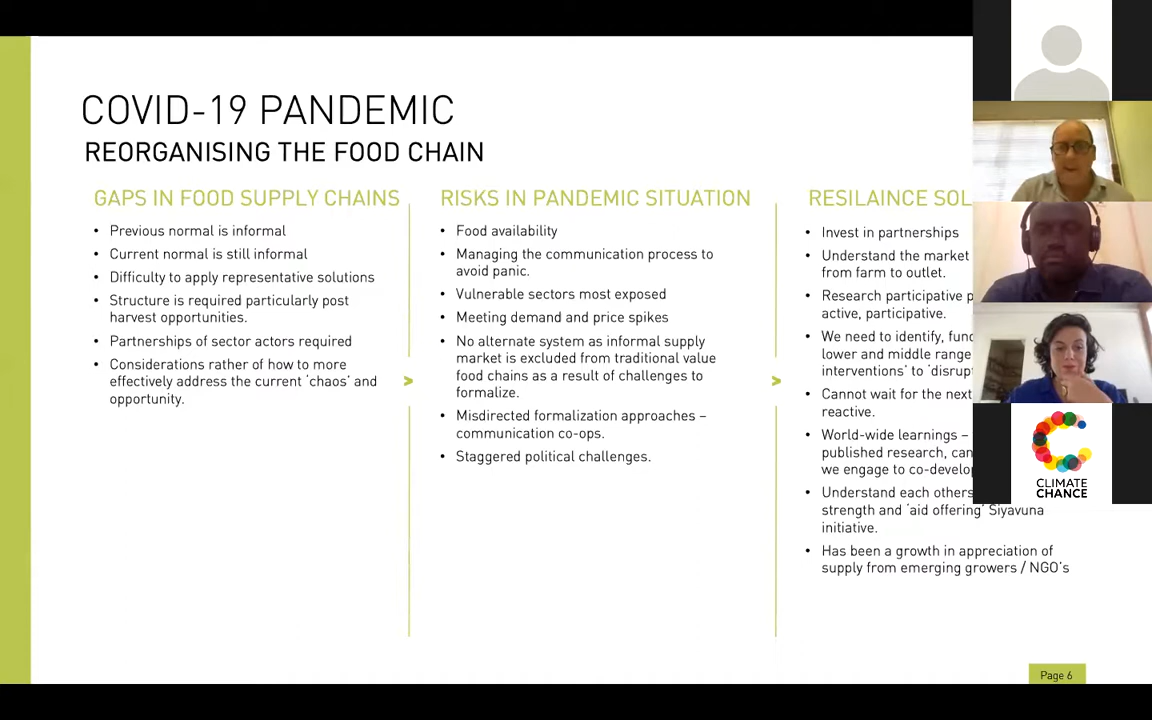 COVID-19 PANDEMIC
REORGANISING THE FOOD CHAIN
GAPS IN FOOD SUPPLY CHAINS
• Previous normal is informal
• Current normal is still informal
• Difficulty to apply representative solutions
• Structure is required particularly post
harvest opportunities.
• Partnerships of sector actors required
• Considerations rather of how to more
effectively address the current 'chaos' and
opportunity.
>
RISKS IN PANDEMIC SITUATION
• Food availability
• Managing the communication process to
avoid panic.
• Vulnerable sectors most exposed
• Meeting demand and price spikes
• No alternate system as informal supply
market is excluded from traditional value
food chains as a result of challenges to
formalize.
• Misdirected formalization approaches –
communication co-ops.
• Staggered political challenges.
>
RESILAINCE
• Invest in partnerships
• Understand the market
from farm to outlet.
• Research participative
active, participative.
• We need to identify,
lower and middle range
interventions' to
• Cannot wait for the next
reactive.
• World-wide learnings –
published research,
we engage to
• Understand each others
strength and 'aid offering' Siyavuna
initiative.
• Has been a growth in appreciation of
supply from emerging growers / NGO's
CLIMATE
CHANCE
Page 6